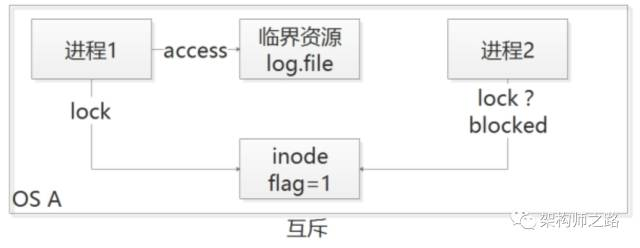 进程1
access
临界资源
log.file
进程2
lock
lock？
blocked
inode
flag=1
OS A
互斥
架构师之路